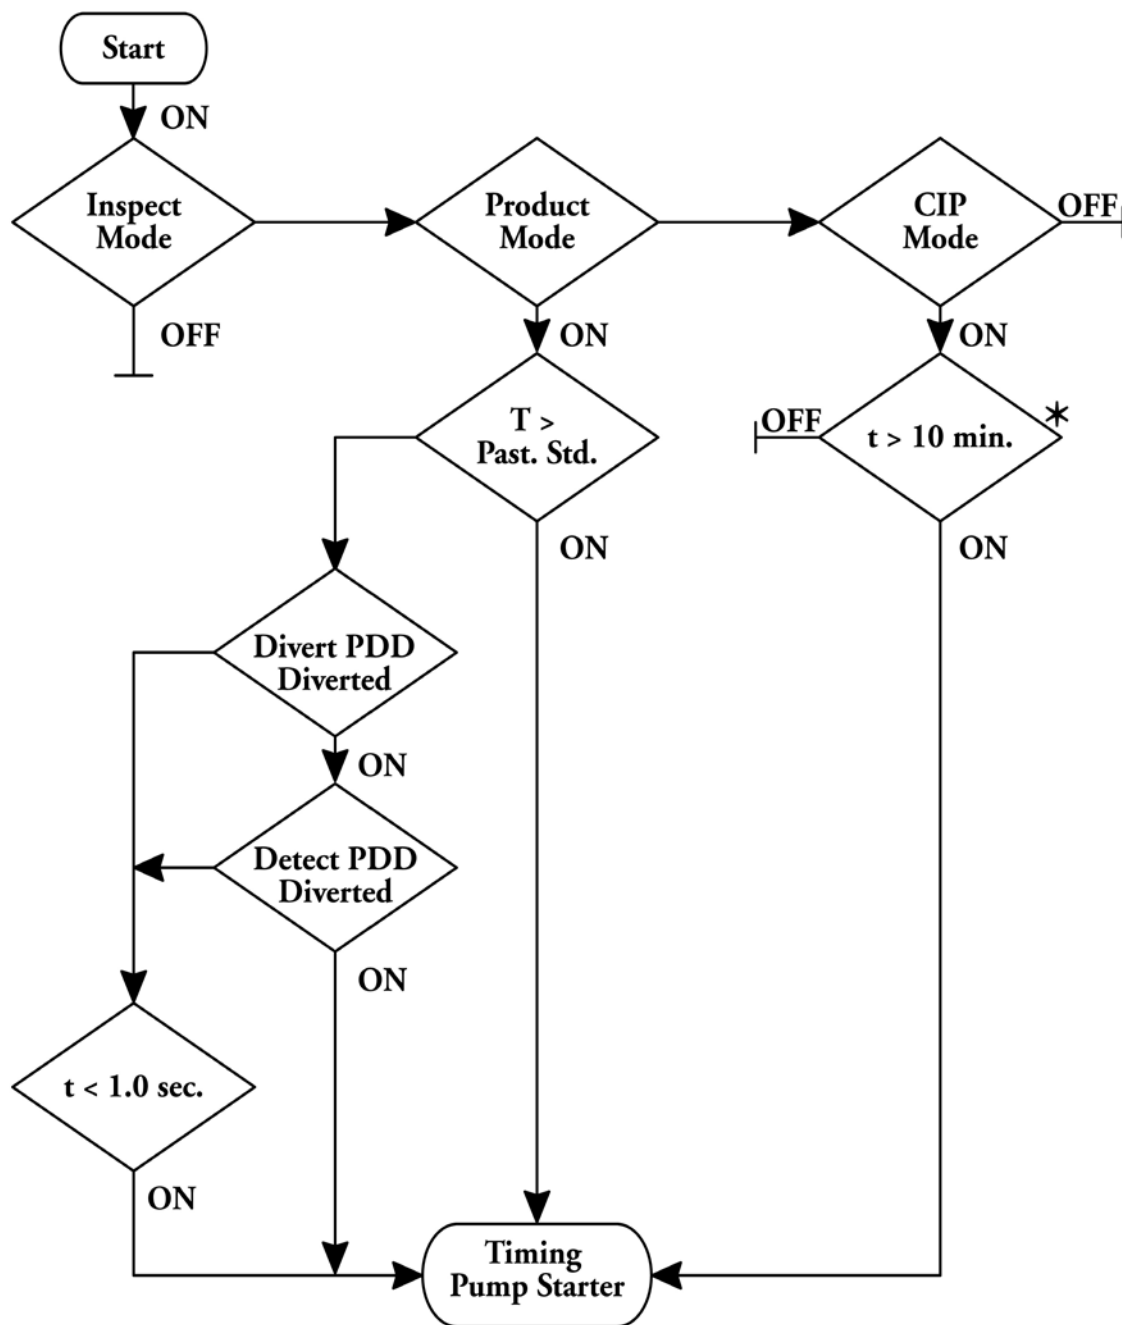 Start
ON
Inspect
Mode
OFF
Product
Mode
ON
CIP
Mode
OFF
ON
T >
Past. Std.
ON
OFF
t > 10 min.
*
ON
Divert PDD
Diverted
ON
Detect PDD
Diverted
ON
t < 1.0 sec.
ON
Timing
Pump Starter